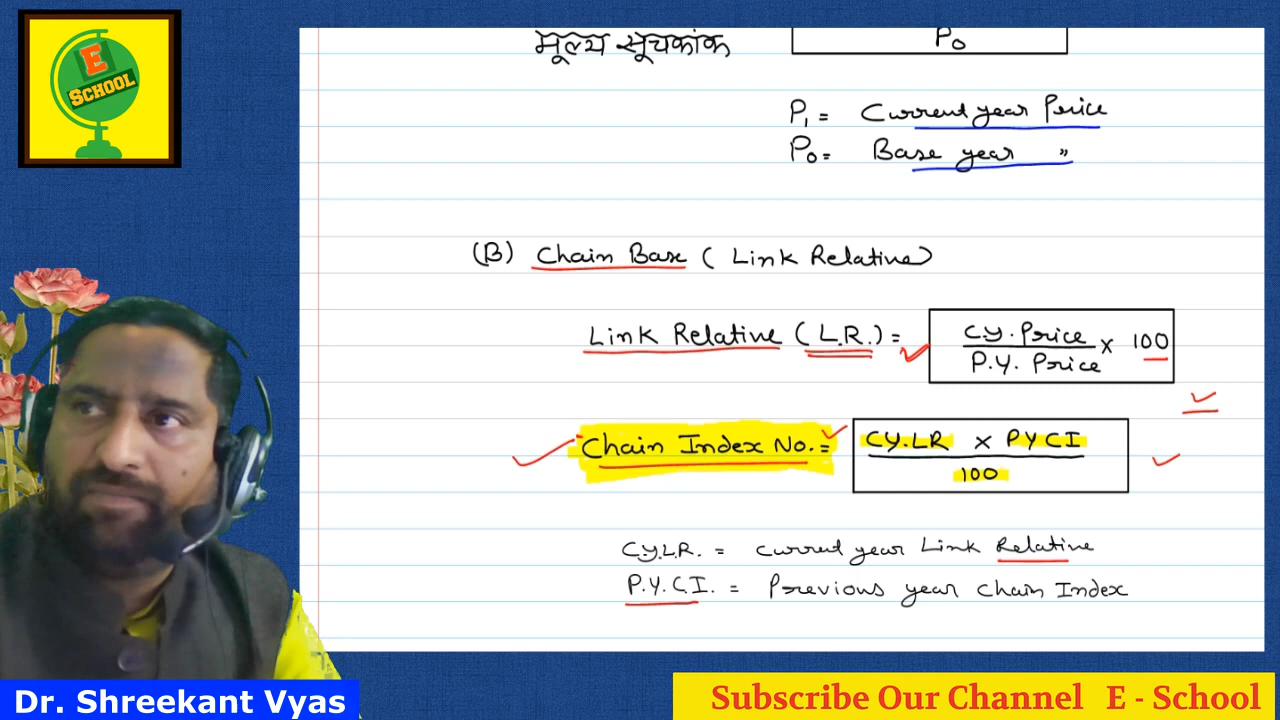 E
SCHOOL
मूल्य सूचकांक
P0
P1 = Current year Price
P0 = Base year "
(B) Chain Base ( Link Relative)
Link Relative ( L.R.) = C.Y. Price / P.Y. Price x 100
Chain Index No. = CY.LR x PYCI / 100
C.Y.L.R. = current year Link Relative
P.Y.C.I. = Previous year chain Index
Dr. Shreekant Vyas
Subscribe Our Channel E - School